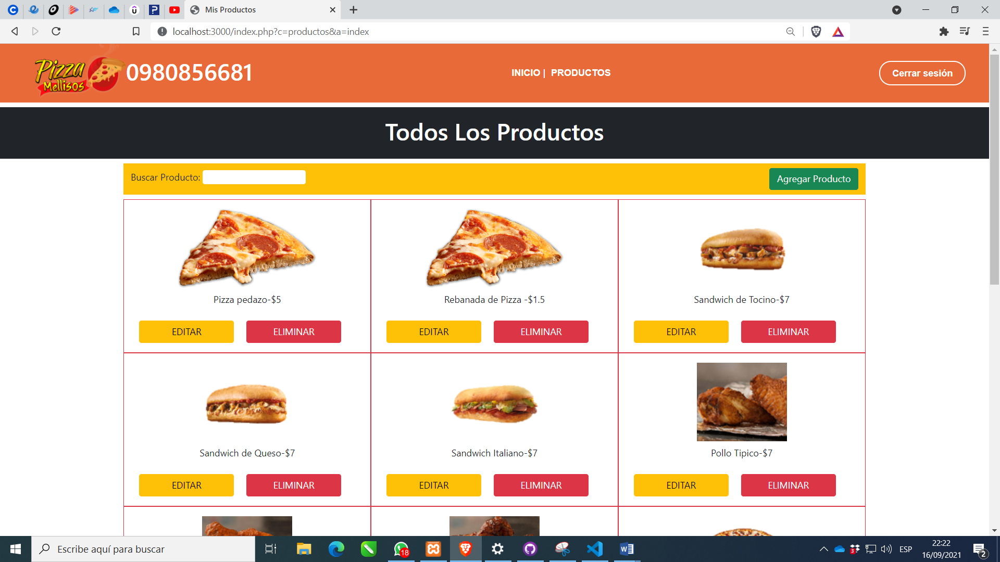 Mis Productos
localhost:3000/index.php?c=productos&a=index
Pizza
Mellisos
0980856681
INICIO | PRODUCTOS
Cerrar sesión
Todos Los Productos
Buscar Producto:
Agregar Producto
Pizza pedazo-$5
Rebanada de Pizza -$1.5
Sandwich de Tocino-$7
EDITAR
ELIMINAR
EDITAR
ELIMINAR
EDITAR
ELIMINAR
Sandwich de Queso-$7
Sandwich Italiano-$7
Pollo Tipico-$7
EDITAR
ELIMINAR
EDITAR
ELIMINAR
EDITAR
ELIMINAR
Escribe aquí para buscar
18
3
ESP
22:22
16/09/2021
2